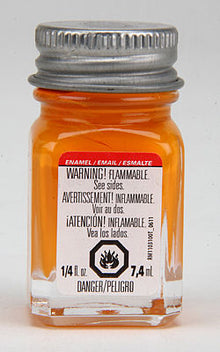 ENAMEL / EMAIL / ESMALTE
WARNING! FLAMMABLE.
See sides.
AVERTISSEMENT! INFLAMMABLE.
Voir au dos.
¡ATENCIÓN! INFLAMABLE.
Vea los lados.
1/4 fl. oz. 7,4 mL
DANGER/PELIGRO